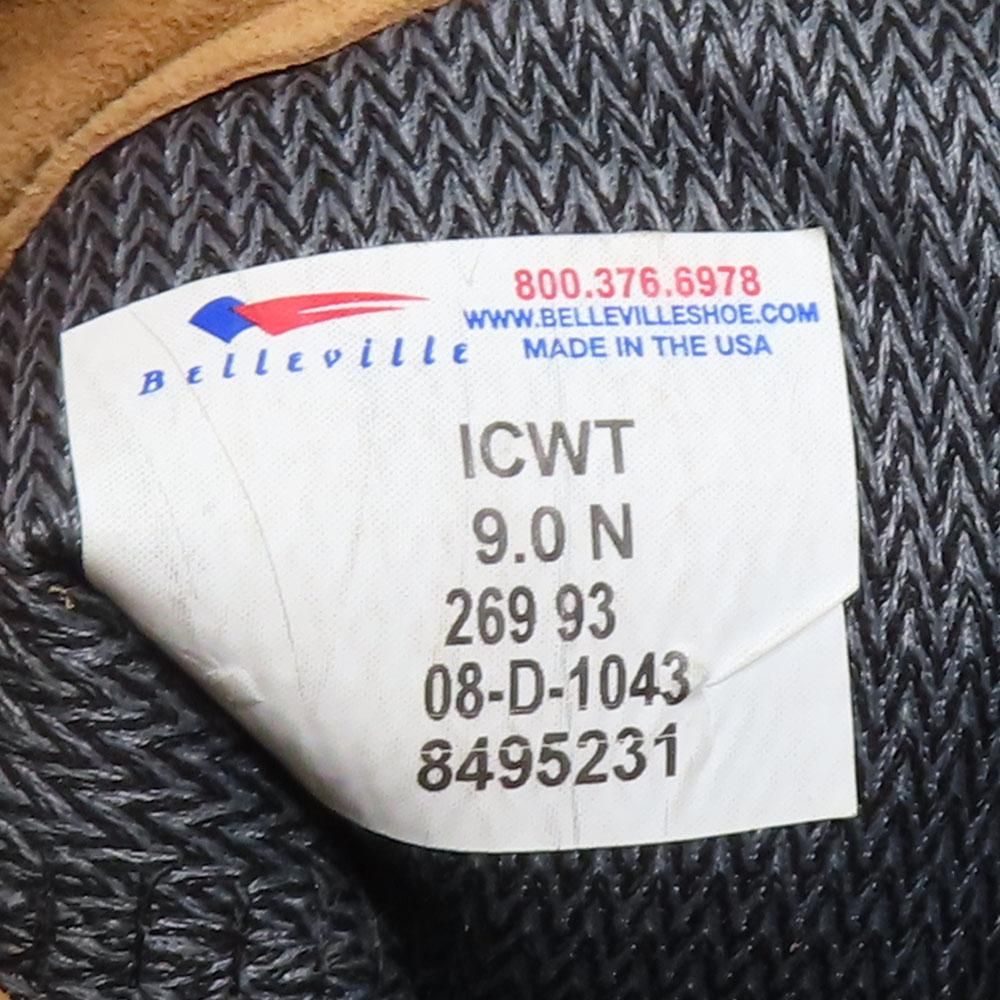 Belleville
800.376.6978
WWW.BELLEVILLESHOE.COM
MADE IN THE USA
ICWT
9.0 N
269 93
08-D-1043
8495231